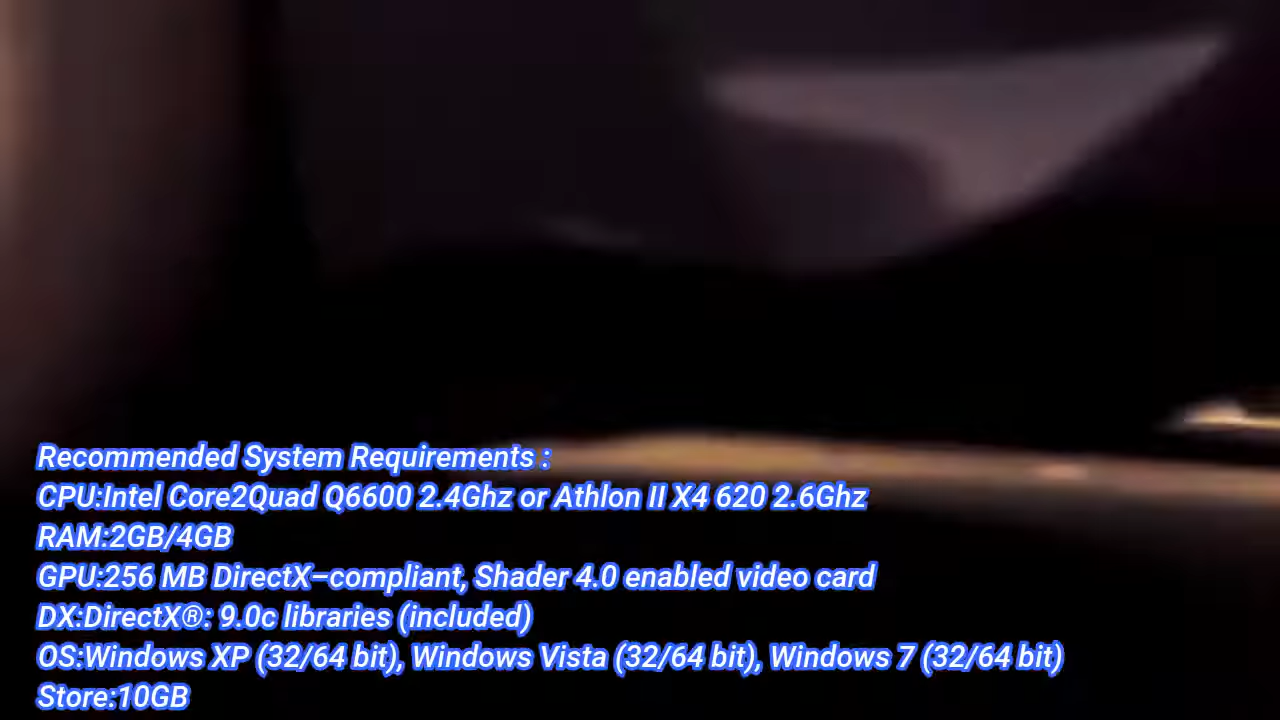 Recommended System Requirements :
CPU:Intel Core2Quad Q6600 2.4Ghz or Athlon II X4 620 2.6Ghz
RAM:2GB/4GB
GPU:256 MB DirectX–compliant, Shader 4.0 enabled video card
DX:DirectX®: 9.0c libraries (included)
OS:Windows XP (32/64 bit), Windows Vista (32/64 bit), Windows 7 (32/64 bit)
Store:10GB